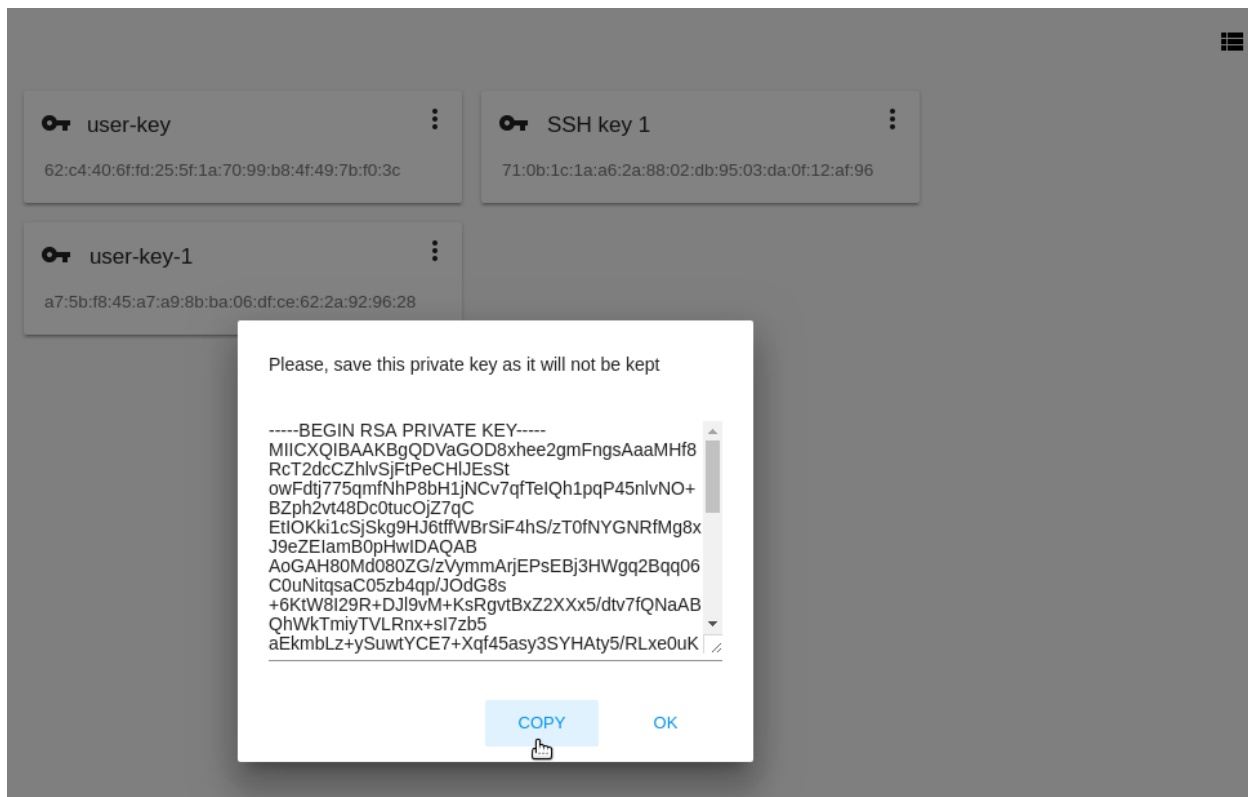 user-key
62:c4:40:6f:fd:25:5f:1a:70:99:b8:4f:49:7b:f0:3c
SSH key 1
71:0b:1c:1a:a6:2a:88:02:db:95:03:da:0f:12:af:96
user-key-1
a7:5b:f8:45:a7:a9:8b:ba:06:df:ce:62:2a:92:96:28
Please, save this private key as it will not be kept
-----BEGIN RSA PRIVATE KEY-----
MIICXQIBAAKBgQDVaGOD8xhee2gmFngsAaaMHf8
RcT2dcCZhlvSjFtPeCHlJEsSt
owFdtj775qmfNhP8bH1jNCv7qfTeIQh1pqP45nlvNO+
BZph2vt48Dc0tucOjZ7qC
EtIOKki1cSjSkg9HJ6tffWBrSiF4hS/zT0fNYGNRfMg8x
J9eZEIamB0pHwIDAQAB
AoGAH80Md080ZG/zVymmArjEPsEBj3HWgq2Bqq06
C0uNitqsaC05zb4qp/JOdG8s
+6KtW8I29R+DJl9vM+KsRgvtBxZ2XXx5/dtv7fQNaAB
QhWkTmiyTVLRnx+sI7zb5
aEkmbLz+ySuwtYCE7+Xqf45asy3SYHAty5/RLxe0uK
COPY
OK